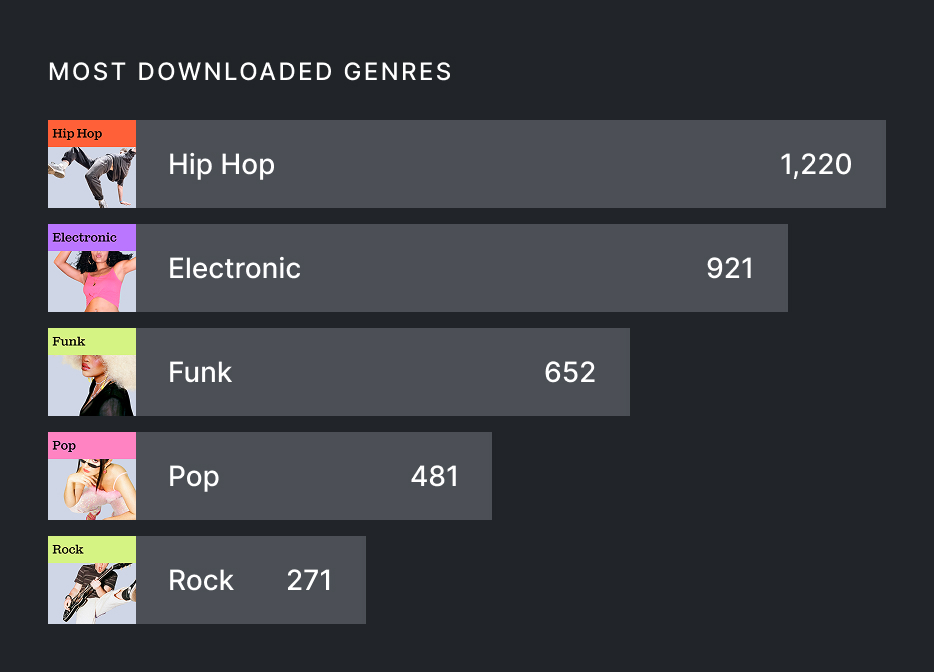 MOST DOWNLOADED GENRES
Hip Hop
Hip Hop 1,220
Electronic
Electronic 921
Funk
Funk 652
Pop
Pop 481
Rock
Rock 271